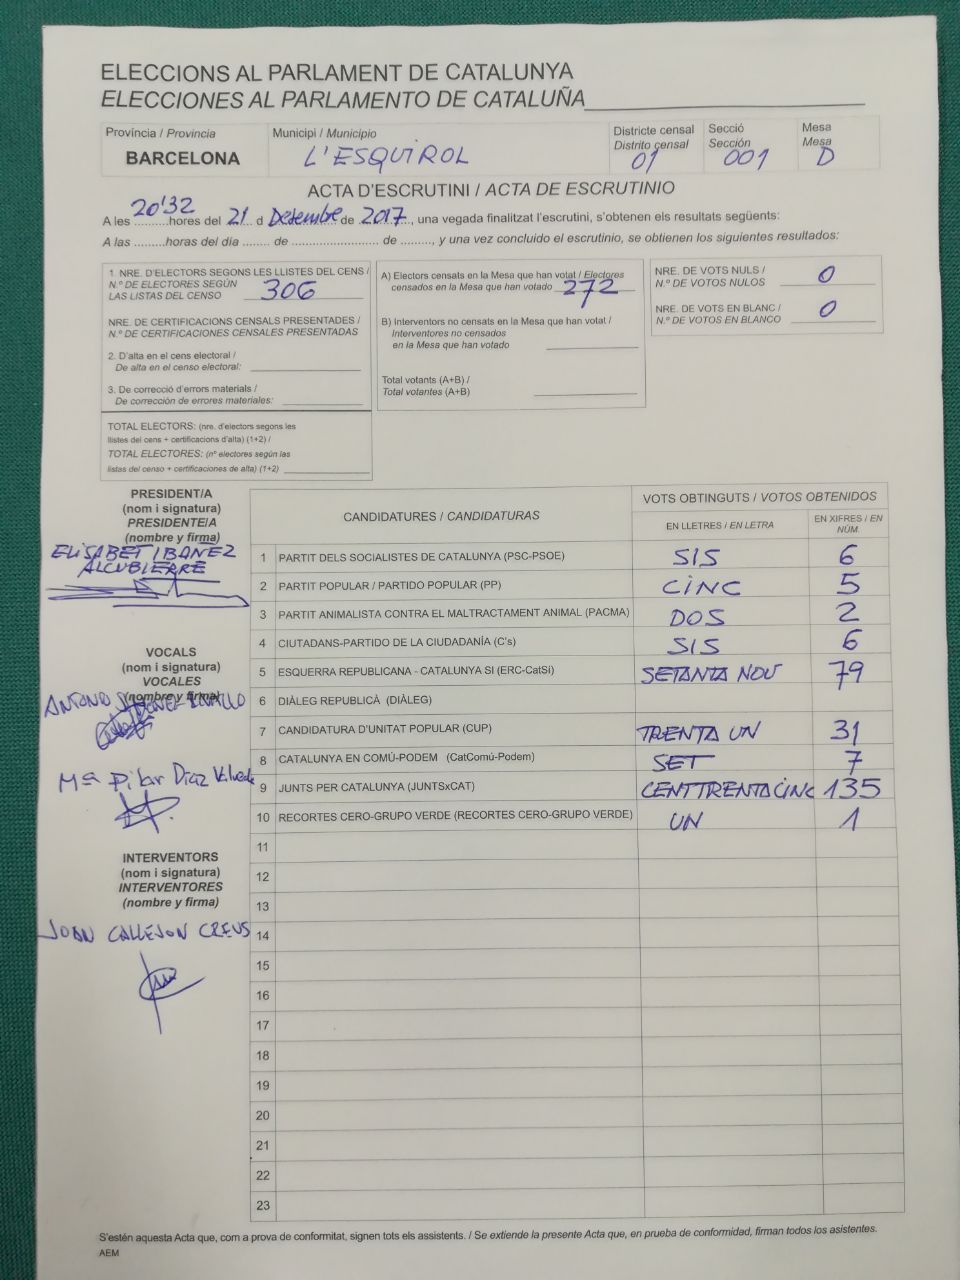 ELECCIONS AL PARLAMENT DE CATALUNYA
ELECCIONES AL PARLAMENTO DE CATALUÑA
Província / Provincia
BARCELONA
Municipi / Municipio
L'ESQUIROL
Districte censal
Distrito censal
01
Secció
Sección
001
Mesa
Mesa
D
ACTA D'ESCRUTINI / ACTA DE ESCRUTINIO
A les 20'32 hores del 21 d Desembre de 2017, una vegada finalitzat l'escrutini, s'obtenen els resultats següents:
A las .........horas del día ........ de .......................... de ........., y una vez concluido el escrutinio, se obtienen los siguientes resultados:
1. NRE. D'ELECTORS SEGONS LES LLISTES DEL CENS /
N.º DE ELECTORES SEGÚN
LAS LISTAS DEL CENSO 306
NRE. DE CERTIFICACIONS CENSALS PRESENTADES /
N.º DE CERTIFICACIONES CENSALES PRESENTADAS
2. D'alta en el cens electoral /
De alta en el censo electoral:
3. De correcció d'errors materials /
De corrección de errores materiales:
TOTAL ELECTORS: (nre. d'electors segons les
llistes del cens + certificacions d'alta) (1+2) /
TOTAL ELECTORES: (nº electores según las
listas del censo + certificaciones de alta) (1+2)
A) Electors censats en la Mesa que han votat / Electores
censados en la Mesa que han votado 272
B) Interventors no censats en la Mesa que han votat /
Interventores no censados
en la Mesa que han votado
Total votants (A+B) /
Total votantes (A+B)
NRE. DE VOTS NULS /
N.º DE VOTOS NULOS 0
NRE. DE VOTS EN BLANC /
N.º DE VOTOS EN BLANCO 0
PRESIDENT/A
(nom i signatura)
PRESIDENTE/A
(nombre y firma)
ELISABET IBAÑEZ
ALCUBIERRE
VOCALS
(nom i signatura)
VOCALES
(nombre y firma)
ANTONIO
Mª Pilar Díaz
INTERVENTORS
(nom i signatura)
INTERVENTORES
(nombre y firma)
JOAN CALLEJON CREUS
CANDIDATURES / CANDIDATURAS
VOTS OBTINGUTS / VOTOS OBTENIDOS
EN LLETRES / EN LETRA
EN XIFRES / EN NÚM.
1 PARTIT DELS SOCIALISTES DE CATALUNYA (PSC-PSOE) SIS 6
2 PARTIT POPULAR / PARTIDO POPULAR (PP) CINC 5
3 PARTIT ANIMALISTA CONTRA EL MALTRACTAMENT ANIMAL (PACMA) DOS 2
4 CIUTADANS-PARTIDO DE LA CIUDADANÍA (C's) SIS 6
5 ESQUERRA REPUBLICANA - CATALUNYA SI (ERC-CatSí) SETANTA NOU 79
6 DIÀLEG REPUBLICÀ (DIÀLEG)
7 CANDIDATURA D'UNITAT POPULAR (CUP) TRENTA UN 31
8 CATALUNYA EN COMÚ-PODEM (CatComú-Podem) SET 7
9 JUNTS PER CATALUNYA (JUNTSxCAT) CENTTRENTACINC 135
10 RECORTES CERO-GRUPO VERDE (RECORTES CERO-GRUPO VERDE) UN 1
11
12
13
14
15
16
17
18
19
20
21
22
23
S'estén aquesta Acta que, com a prova de conformitat, signen tots els assistents. / Se extiende la presente Acta que, en prueba de conformidad, firman todos los asistentes.
AEM